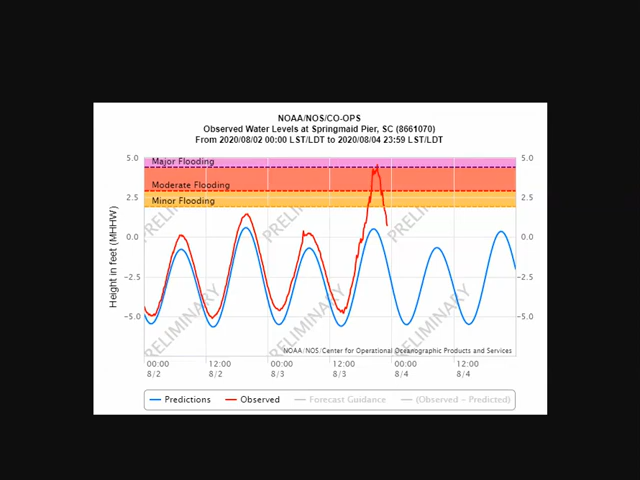 NOAA/NOS/CO-OPS
Observed Water Levels at Springmaid Pier, SC (8661070)
From 2020/08/02 00:00 LST/LDT to 2020/08/04 23:59 LST/LDT
5.0 Major Flooding 5.0
Moderate Flooding
2.5 Minor Flooding 2.5
PRELIMINARY PRELIMINARY PRELIMINARY
0.0 0.0
Height in feet (MHHW)
-2.5 -2.5
PRELIMINARY PRELIMINARY PRELIMINARY
-5.0 -5.0
NOAA/NOS/Center for Operational Oceanographic Products and Services
00:00 12:00 00:00 12:00 00:00 12:00
8/2 8/2 8/3 8/3 8/4 8/4
Predictions Observed Forecast Guidance (Observed - Predicted)